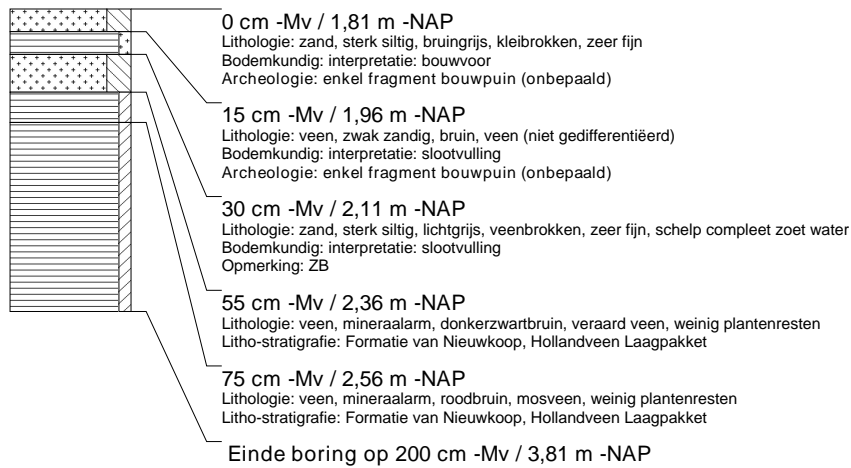 0 cm -Mv / 1,81 m -NAP
Lithologie: zand, sterk siltig, bruingrijs, kleibrokken, zeer fijn
Bodemkundig: interpretatie: bouwvoor
Archeologie: enkel fragment bouwpuin (onbepaald)
15 cm -Mv / 1,96 m -NAP
Lithologie: veen, zwak zandig, bruin, veen (niet gedifferentiëerd)
Bodemkundig: interpretatie: slootvulling
Archeologie: enkel fragment bouwpuin (onbepaald)
30 cm -Mv / 2,11 m -NAP
Lithologie: zand, sterk siltig, lichtgrijs, veenbrokken, zeer fijn, schelp compleet zoet water
Bodemkundig: interpretatie: slootvulling
Opmerking: ZB
55 cm -Mv / 2,36 m -NAP
Lithologie: veen, mineraalarm, donkerzwartbruin, veraard veen, weinig plantenresten
Litho-stratigrafie: Formatie van Nieuwkoop, Hollandveen Laagpakket
75 cm -Mv / 2,56 m -NAP
Lithologie: veen, mineraalarm, roodbruin, mosveen, weinig plantenresten
Litho-stratigrafie: Formatie van Nieuwkoop, Hollandveen Laagpakket
Einde boring op 200 cm -Mv / 3,81 m -NAP